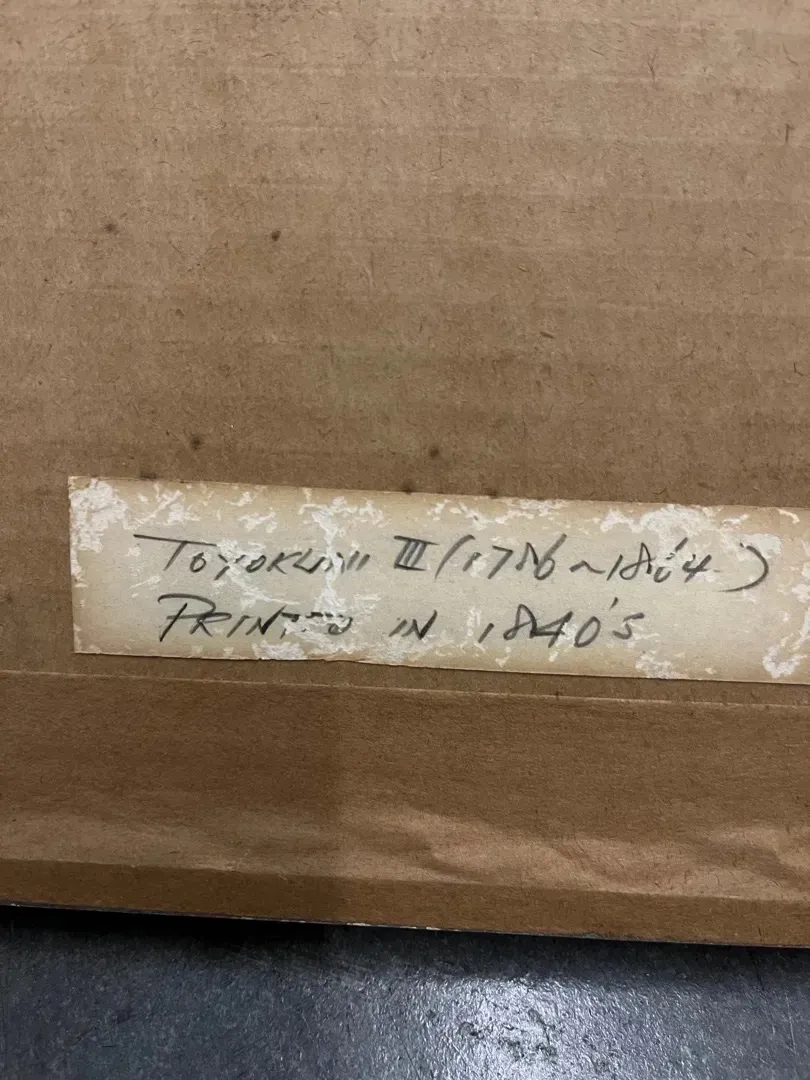 TOYOKUNI III (1786~1864)
PRINTED IN 1840'S